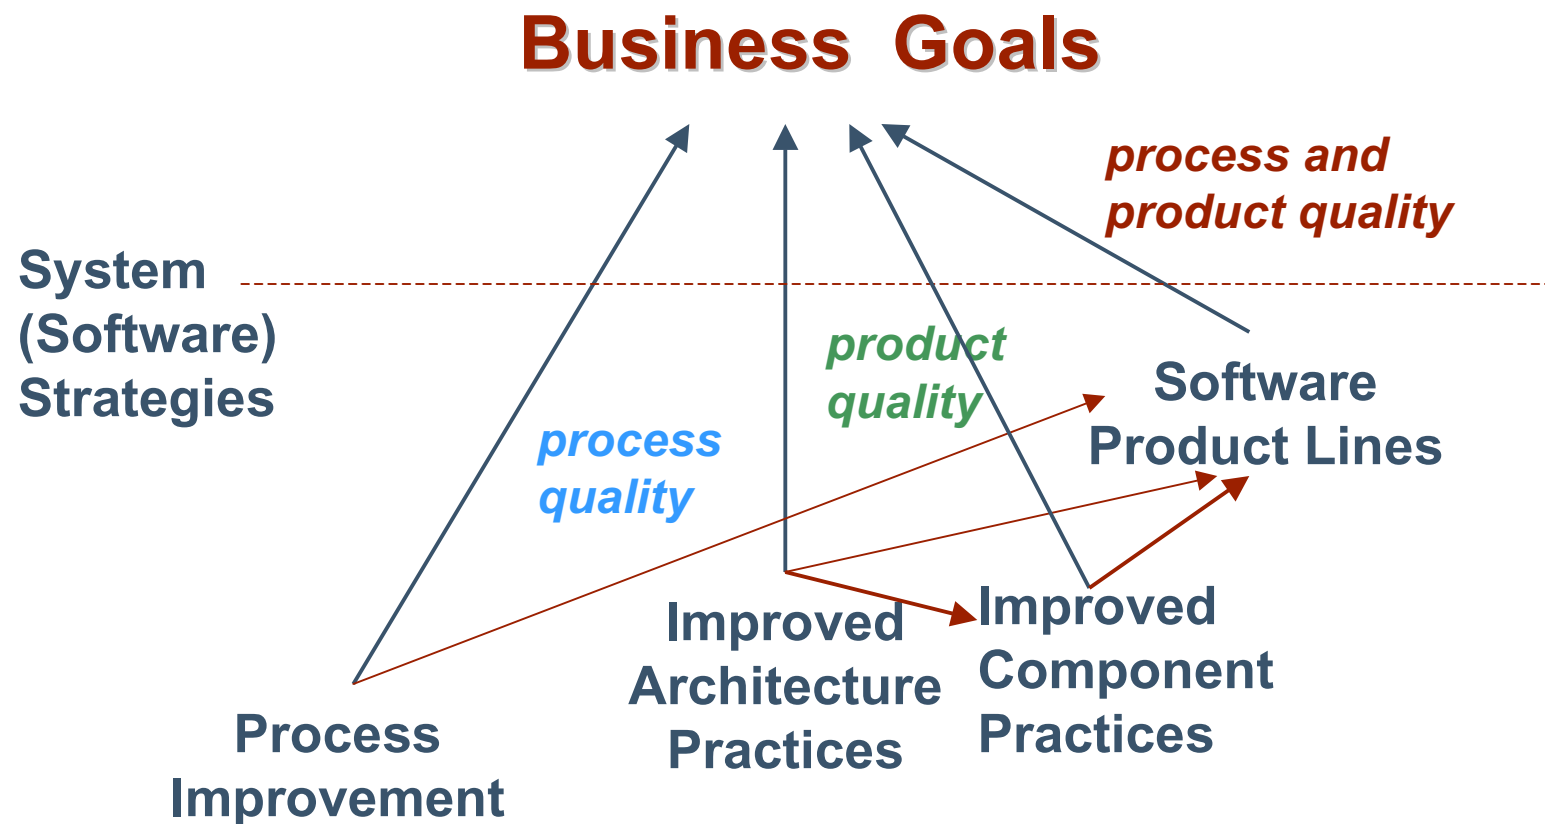 Business Goals
process and
product quality
System
(Software)
Strategies
product
quality
Software
Product Lines
process
quality
Improved
Architecture
Practices
Improved
Component
Practices
Process
Improvement